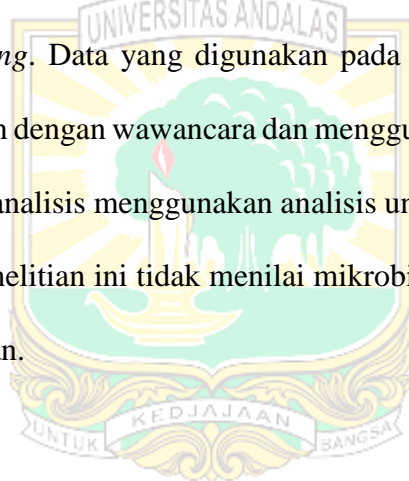 UNIVERSITAS ANDALAS
ng. Data yang digunakan pada
n dengan wawancara dan menggu
analisis menggunakan analisis un
nelitian ini tidak menilai mikrobi
an.
KEDJAJAAN
UNTUK BANGSA